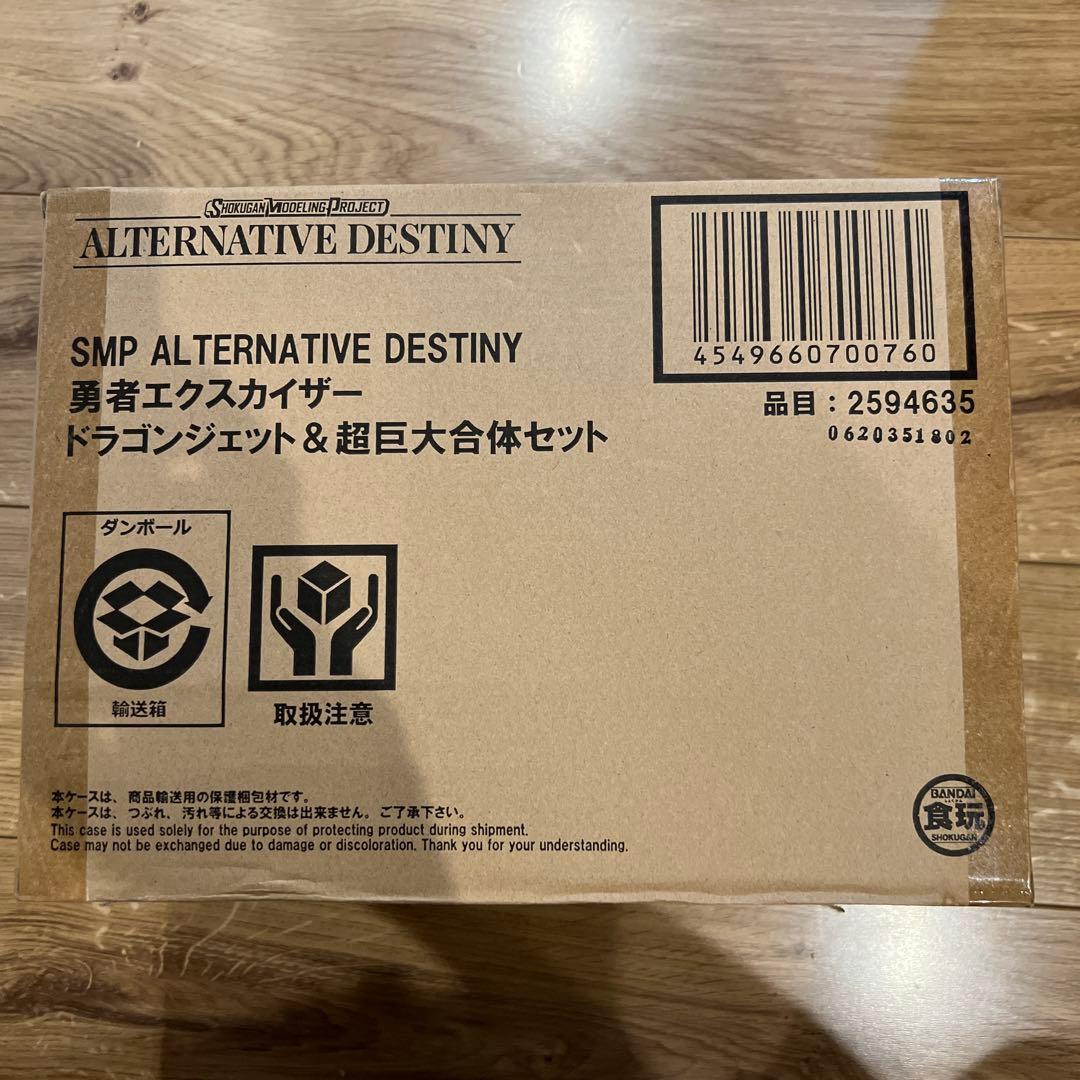 SHOKUGAN MODELING PROJECT
ALTERNATIVE DESTINY
SMP ALTERNATIVE DESTINY
勇者エクスカイザー
ドラゴンジェット&超巨大合体セット
4549660700760
品目:2594635
0620351802
ダンボール
輸送箱
取扱注意
本ケースは、商品輸送用の保護梱包材です。
本ケースは、つぶれ、汚れ等による交換は出来ません。ご了承下さい。
This case is used solely for the purpose of protecting product during shipment.
Case may not be exchanged due to damage or discoloration. Thank you for your understanding.
BANDAI
しょくがん
食玩
SHOKUGAN